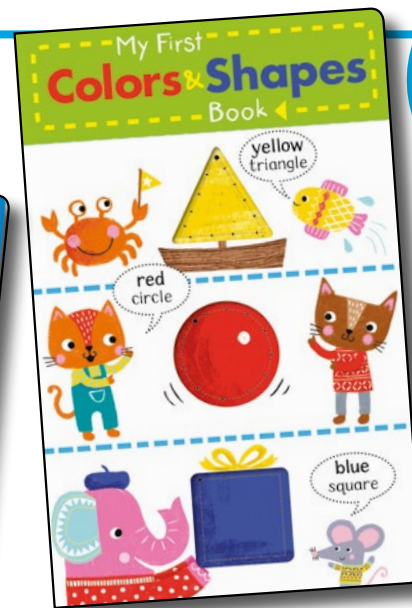 My First
Colors & Shapes
Book
yellow
triangle
red
circle
blue
square